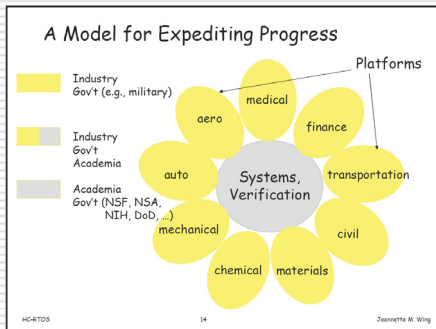 A Model for Expediting Progress
Platforms
Industry
Gov't (e.g., military)
Industry
Gov't
Academia
Academia
Gov't (NSF, NSA,
NIH, DoD, ...)
medical
aero
finance
auto
Systems,
Verification
transportation
mechanical
civil
chemical
materials
HC-RTOS
14
Jeannette M. Wing